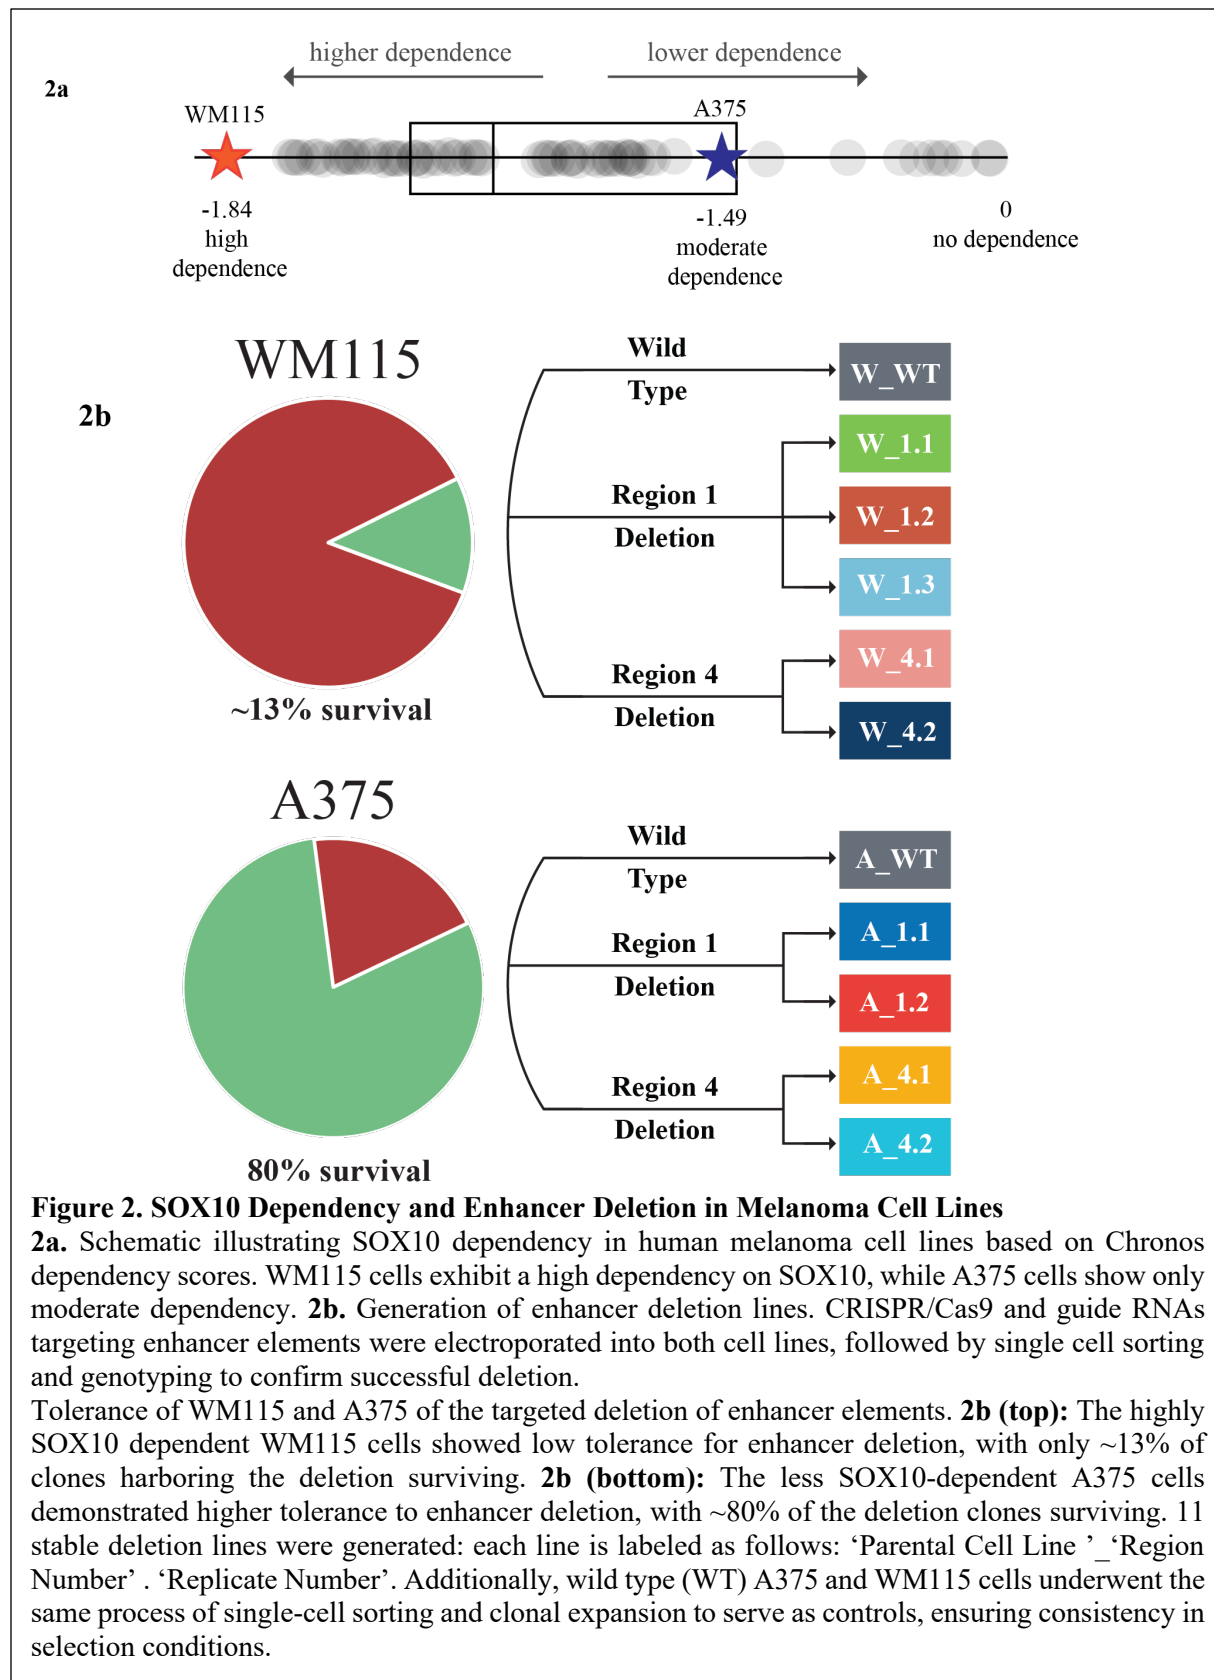 higher dependence
lower dependence
2a
WM115
A375
-1.84
high
dependence
-1.49
moderate
dependence
0
no dependence
2b
WM115
~13% survival
Wild
Type
Region 1
Deletion
Region 4
Deletion
W_WT
W_1.1
W_1.2
W_1.3
W_4.1
W_4.2
A375
80% survival
Wild
Type
Region 1
Deletion
Region 4
Deletion
A_WT
A_1.1
A_1.2
A_4.1
A_4.2
Figure 2. SOX10 Dependency and Enhancer Deletion in Melanoma Cell Lines
2a. Schematic illustrating SOX10 dependency in human melanoma cell lines based on Chronos
dependency scores. WM115 cells exhibit a high dependency on SOX10, while A375 cells show only
moderate dependency. 2b. Generation of enhancer deletion lines. CRISPR/Cas9 and guide RNAs
targeting enhancer elements were electroporated into both cell lines, followed by single cell sorting
and genotyping to confirm successful deletion.
Tolerance of WM115 and A375 of the targeted deletion of enhancer elements. 2b (top): The highly
SOX10 dependent WM115 cells showed low tolerance for enhancer deletion, with only ~13% of
clones harboring the deletion surviving. 2b (bottom): The less SOX10-dependent A375 cells
demonstrated higher tolerance to enhancer deletion, with ~80% of the deletion clones surviving. 11
stable deletion lines were generated: each line is labeled as follows: ‘Parental Cell Line ’_‘Region
Number’ . ‘Replicate Number’. Additionally, wild type (WT) A375 and WM115 cells underwent the
same process of single-cell sorting and clonal expansion to serve as controls, ensuring consistency in
selection conditions.